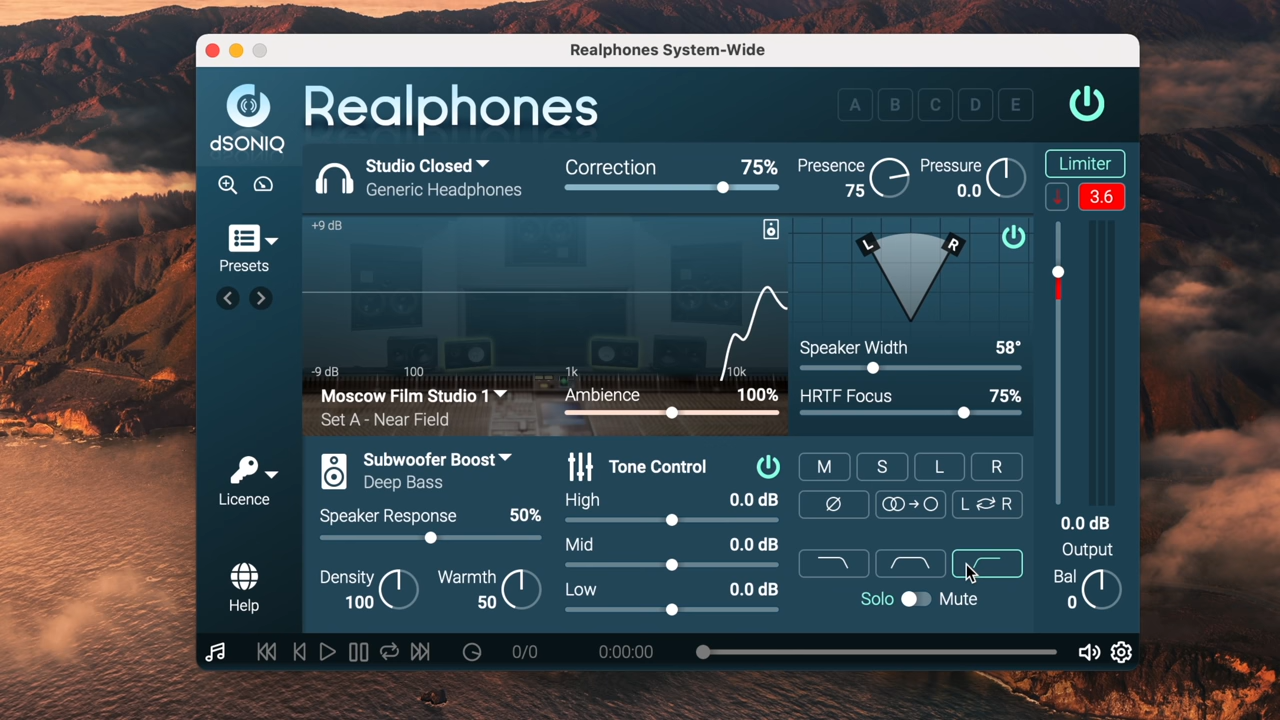 Realphones System-Wide
dSONIQ
Realphones
A B C D E
Studio Closed
Generic Headphones
Correction 75%
Presence
75
Pressure
0.0
Limiter
3.6
Presets
+9 dB
-9 dB 100 1k 10k
Moscow Film Studio 1
Set A - Near Field
Ambience 100%
L R
Speaker Width 58°
HRTF Focus 75%
Licence
Help
Subwoofer Boost
Deep Bass
Speaker Response 50%
Density
100
Warmth
50
Tone Control
High 0.0 dB
Mid 0.0 dB
Low 0.0 dB
M S L R
Ø L R
Solo Mute
0.0 dB
Output
Bal
0
0/0 0:00:00